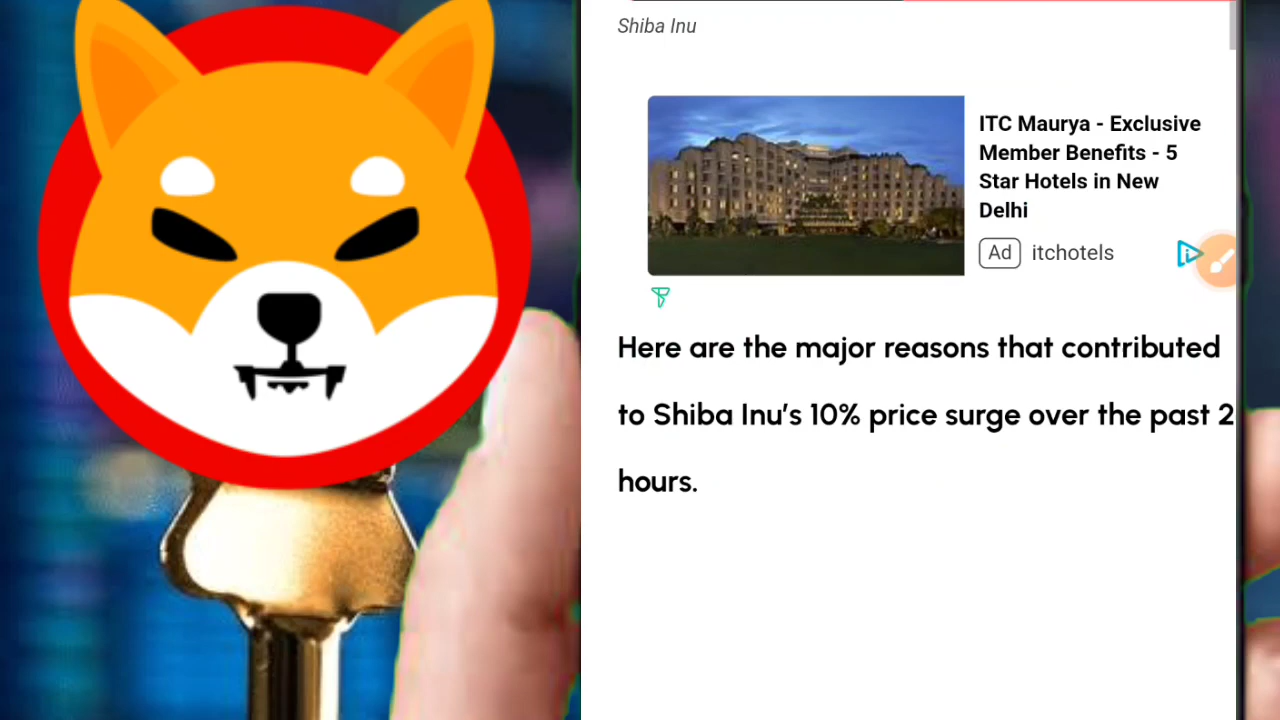 Shiba Inu
ITC Maurya - Exclusive
Member Benefits - 5
Star Hotels in New
Delhi
Ad itchotels
Here are the major reasons that contributed
to Shiba Inu’s 10% price surge over the past 2
hours.